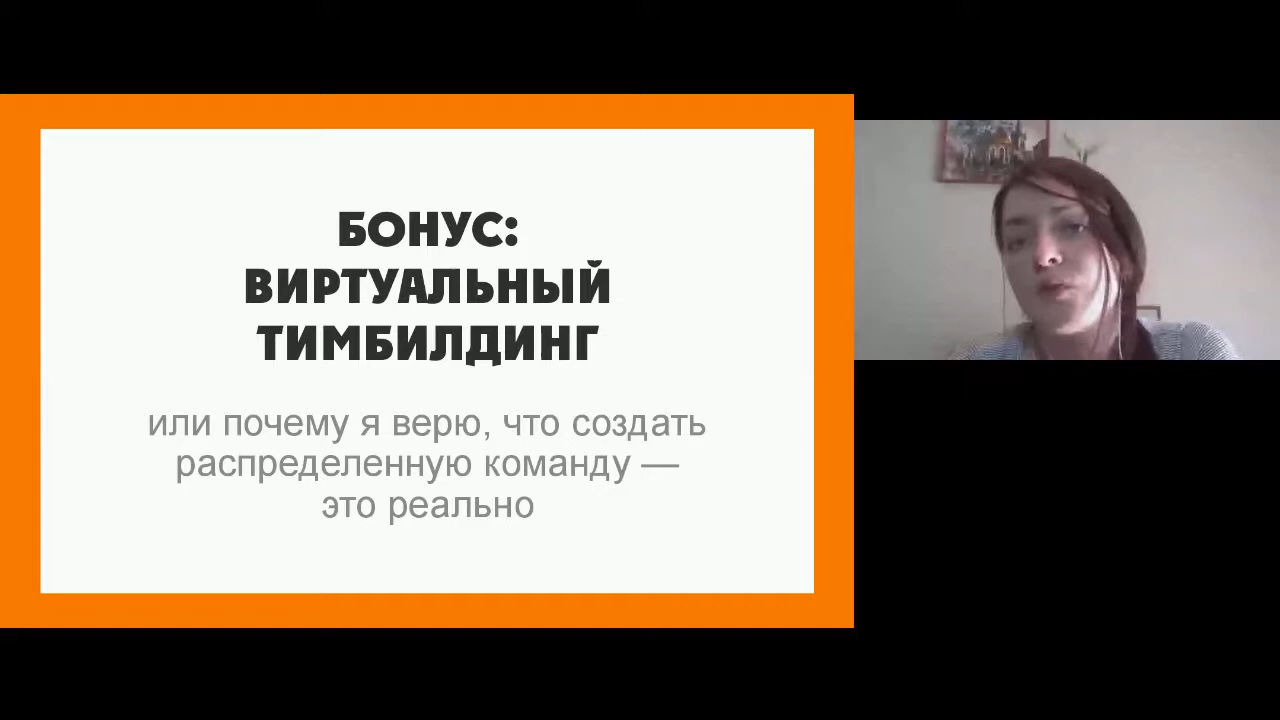 БОНУС:
ВИРТУАЛЬНЫЙ
ТИМБИЛДИНГ
или почему я верю, что создать
распределенную команду —
это реально